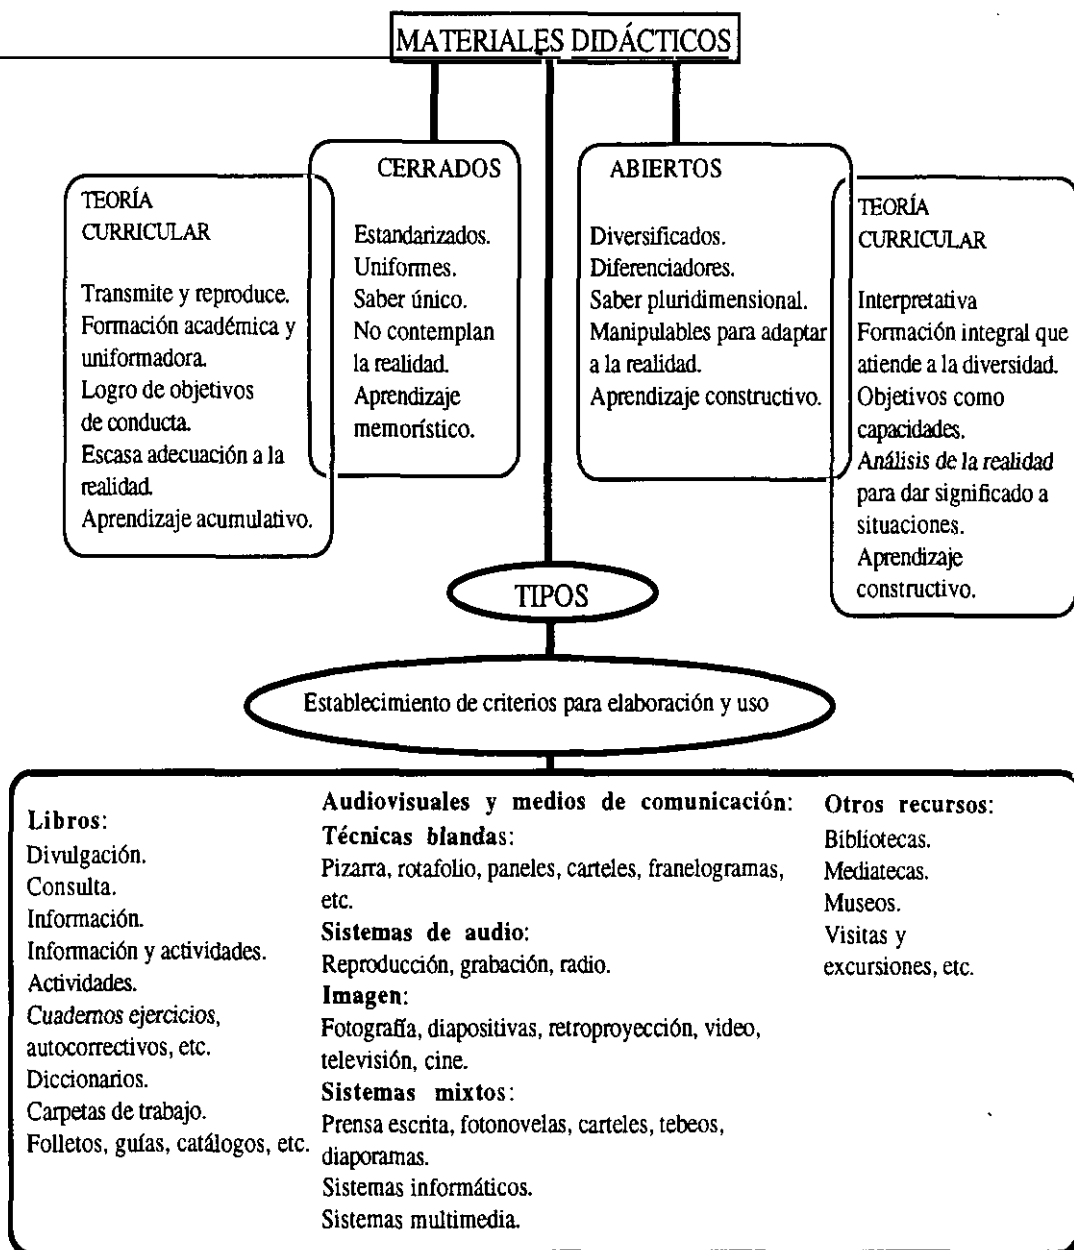 MATERIALES DIDÁCTICOS
TEORÍA
CURRICULAR
Transmite y reproduce.
Formación académica y
uniformadora.
Logro de objetivos
de conducta.
Escasa adecuación a la
realidad.
Aprendizaje acumulativo.
CERRADOS
Estandarizados.
Uniformes.
Saber único.
No contemplan
la realidad.
Aprendizaje
memorístico.
ABIERTOS
Diversificados.
Diferenciadores.
Saber pluridimensional.
Manipulables para adaptar
a la realidad.
Aprendizaje constructivo.
TEORÍA
CURRICULAR
Interpretativa
Formación integral que
atiende a la diversidad.
Objetivos como
capacidades.
Análisis de la realidad
para dar significado a
situaciones.
Aprendizaje
constructivo.
TIPOS
Establecimiento de criterios para elaboración y uso
Libros:
Divulgación.
Consulta.
Información.
Información y actividades.
Actividades.
Cuadernos ejercicios,
autocorrectivos, etc.
Diccionarios.
Carpetas de trabajo.
Folletos, guías, catálogos, etc.
Audiovisuales y medios de comunicación:
Técnicas blandas:
Pizarra, rotafolio, paneles, carteles, franelogramas,
etc.
Sistemas de audio:
Reproducción, grabación, radio.
Imagen:
Fotografía, diapositivas, retroproyección, video,
televisión, cine.
Sistemas mixtos:
Prensa escrita, fotonovelas, carteles, tebeos,
diaporamas.
Sistemas informáticos.
Sistemas multimedia.
Otros recursos:
Bibliotecas.
Mediatecas.
Museos.
Visitas y
excursiones, etc.